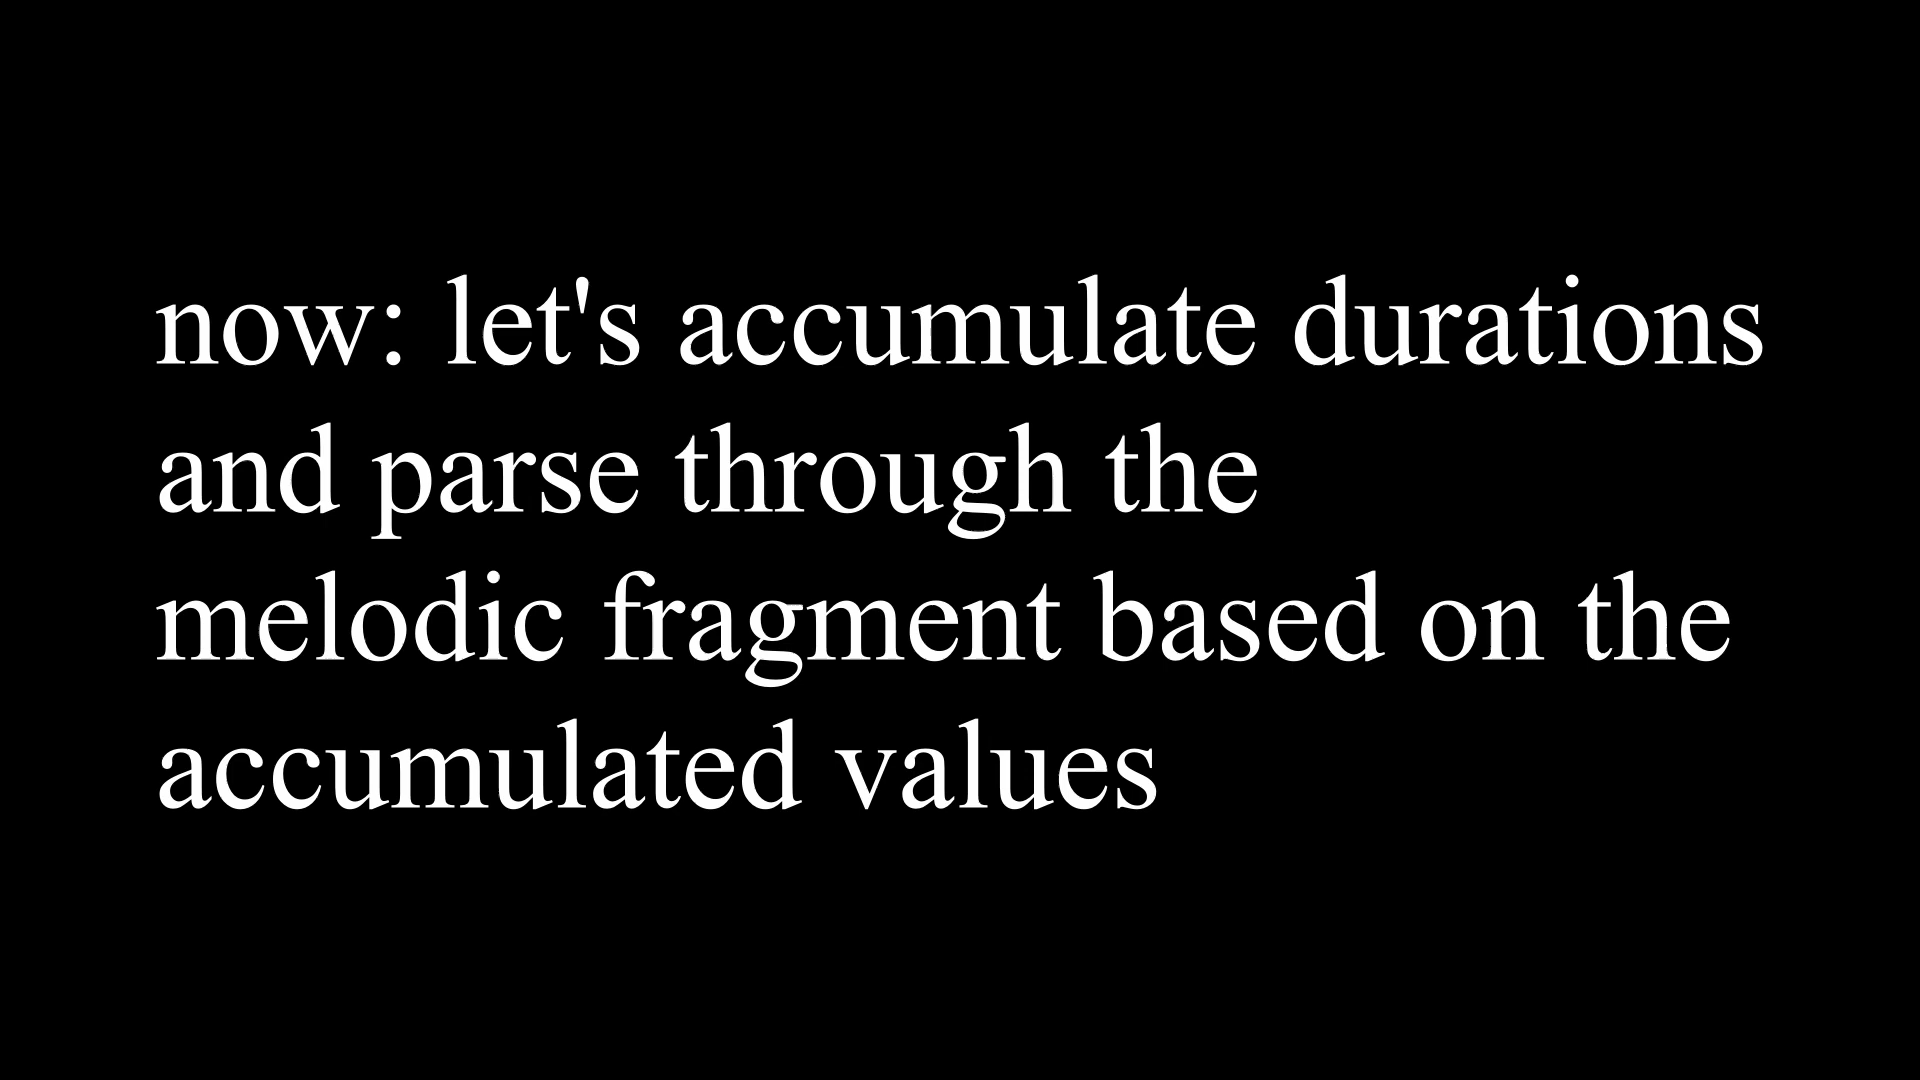 now: let's accumulate durations
and parse through the
melodic fragment based on the
accumulated values